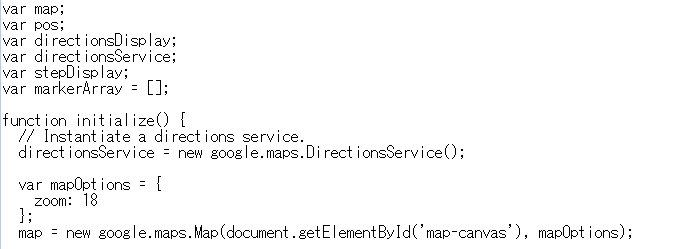 var map;
var pos;
var directionsDisplay;
var directionsService;
var stepDisplay;
var markerArray = [];

function initialize() {
  // Instantiate a directions service.
  directionsService = new google.maps.DirectionsService();

  var mapOptions = {
    zoom: 18
  };
  map = new google.maps.Map(document.getElementById('map-canvas'), mapOptions);